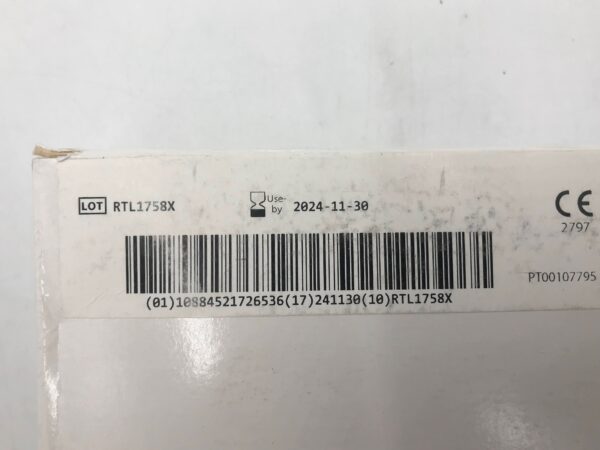 LOT RTL1758X Use-by 2024-11-30
CE
2797
(01)10884521726536(17)241130(10)RTL1758X
PT00107795